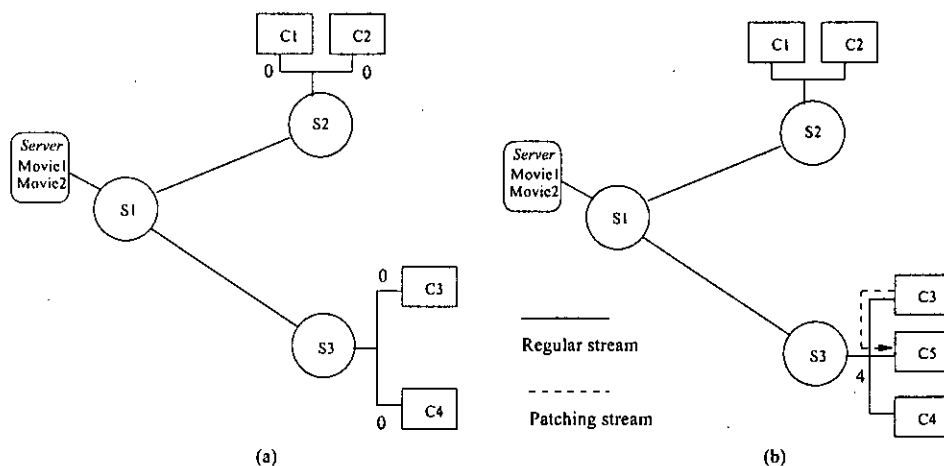 C1
C2
0
0
S2
Server
Movie1
Movie2
S1
0
C3
S3
0
C4
(a)
C1
C2
S2
Server
Movie1
Movie2
S1
Regular stream
Patching stream
C3
S3
C5
4
C4
(b)